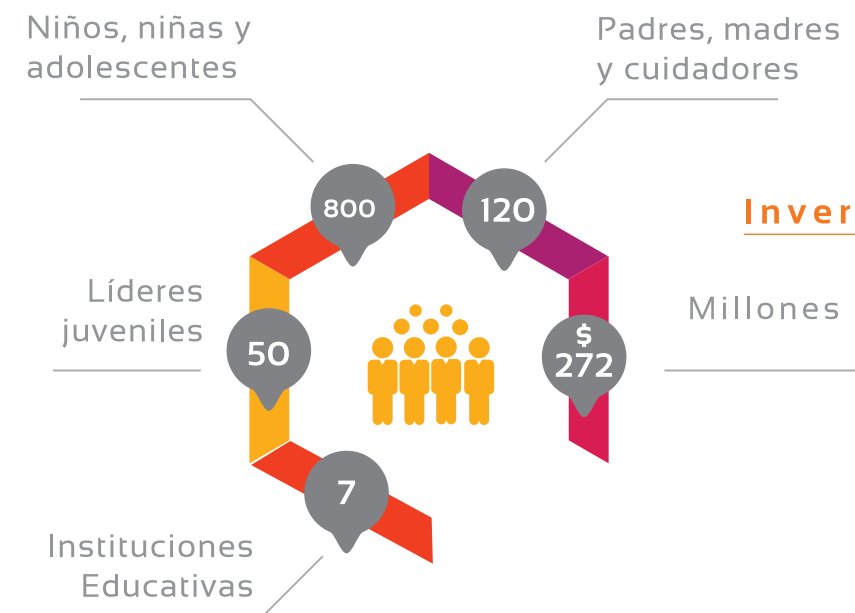 Niños, niñas y
adolescentes
Padres, madres
y cuidadores
800
120
Inver
Líderes
juveniles
Millones
50
$
272
7
Instituciones
Educativas